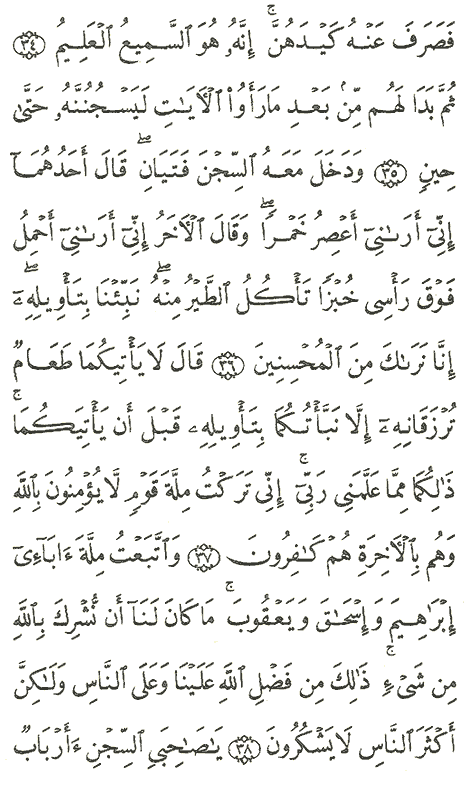 فَصَرَفَ عَنْهُ كَيْدَهُنَّ ۚ إِنَّهُۥ هُوَ ٱلسَّمِيعُ ٱلْعَلِيمُ ٣٤
ثُمَّ بَدَا لَهُم مِّنۢ بَعْدِ مَا رَأَوُا۟ ٱلْـَٔايَـٰتِ لَيَسْجُنُنَّهُۥ حَتَّىٰ
حِينٍ ٣٥ وَدَخَلَ مَعَهُ ٱلسِّجْنَ فَتَيَانِ ۖ قَالَ أَحَدُهُمَآ
إِنِّىٓ أَرَىٰنِىٓ أَعْصِرُ خَمْرًا ۖ وَقَالَ ٱلْـَٔاخَرُ إِنِّىٓ أَرَىٰنِىٓ أَحْمِلُ
فَوْقَ رَأْسِى خُبْزًا تَأْكُلُ ٱلطَّيْرُ مِنْهُ ۖ نَبِّئْنَا بِتَأْوِيلِهِۦٓ ۖ
إِنَّا نَرَىٰكَ مِنَ ٱلْمُحْسِنِينَ ٣٦ قَالَ لَا يَأْتِيكُمَا طَعَامٌ
تُرْزَقَانِهِۦٓ إِلَّا نَبَّأْتُكُمَا بِتَأْوِيلِهِۦ قَبْلَ أَن يَأْتِيَكُمَا ۚ
ذَٰلِكُمَا مِمَّا عَلَّمَنِى رَبِّىٓ ۚ إِنِّى تَرَكْتُ مِلَّةَ قَوْمٍ لَّا يُؤْمِنُونَ بِٱللَّهِ
وَهُم بِٱلْـَٔاخِرَةِ هُمْ كَـٰفِرُونَ ٣٧ وَٱتَّبَعْتُ مِلَّةَ ءَابَآءِىٓ
إِبْرَٰهِيمَ وَإِسْحَـٰقَ وَيَعْقُوبَ ۚ مَا كَانَ لَنَآ أَن نُّشْرِكَ بِٱللَّهِ
مِن شَىْءٍ ۚ ذَٰلِكَ مِن فَضْلِ ٱللَّهِ عَلَيْنَا وَعَلَى ٱلنَّاسِ وَلَـٰكِنَّ
أَكْثَرَ ٱلنَّاسِ لَا يَشْكُرُونَ ٣٨ يَـٰصَـٰحِبَىِ ٱلسِّجْنِ ءَأَرْبَابٌ